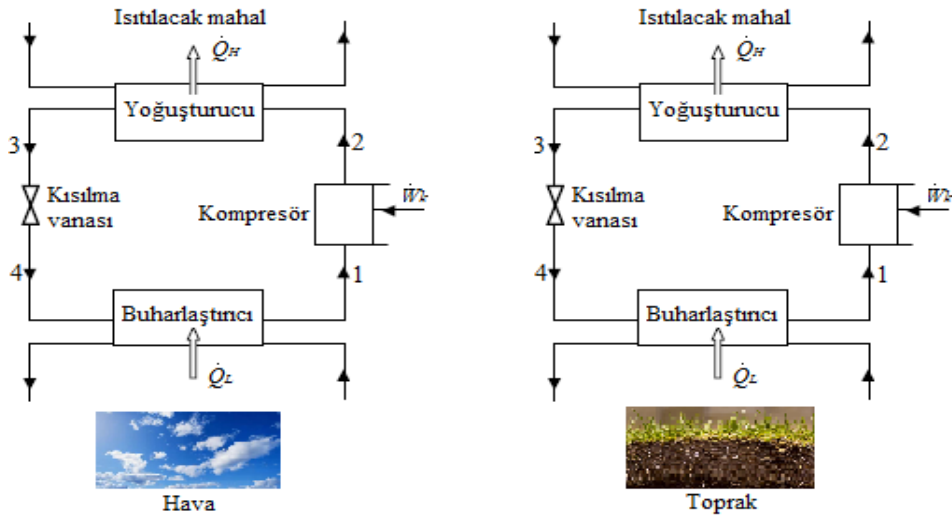 Isıtılacak mahal
Q̇H
Yoğuşturucu
3
2
Kısılma
vanası
Kompresör
Ẇk
4
1
Buharlaştırıcı
Q̇L
Hava
Isıtılacak mahal
Q̇H
Yoğuşturucu
3
2
Kısılma
vanası
Kompresör
Ẇk
4
1
Buharlaştırıcı
Q̇L
Toprak